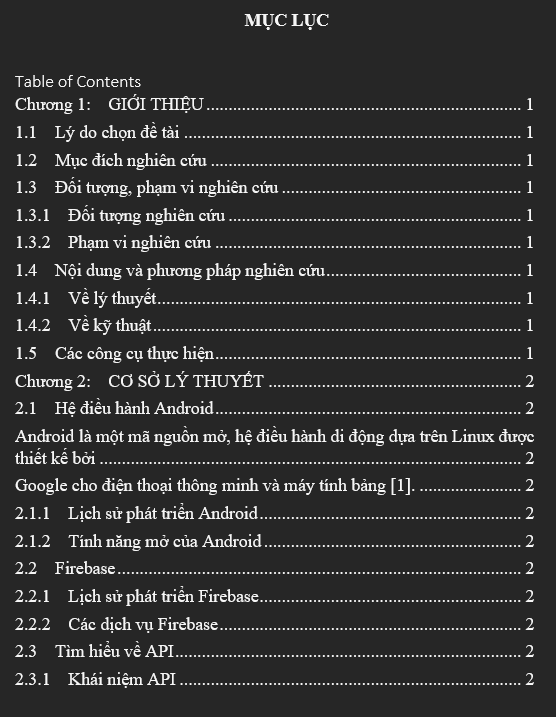 MỤC LỤC
Table of Contents
Chương 1: GIỚI THIỆU ........................................................ 1
1.1 Lý do chọn đề tài ........................................................ 1
1.2 Mục đích nghiên cứu ........................................................ 1
1.3 Đối tượng, phạm vi nghiên cứu ........................................................ 1
1.3.1 Đối tượng nghiên cứu ........................................................ 1
1.3.2 Phạm vi nghiên cứu ........................................................ 1
1.4 Nội dung và phương pháp nghiên cứu........................................................ 1
1.4.1 Về lý thuyết........................................................ 1
1.4.2 Về kỹ thuật........................................................ 1
1.5 Các công cụ thực hiện........................................................ 1
Chương 2: CƠ SỞ LÝ THUYẾT ........................................................ 2
2.1 Hệ điều hành Android........................................................ 2
Android là một mã nguồn mở, hệ điều hành di động dựa trên Linux được
thiết kế bởi ........................................................ 2
Google cho điện thoại thông minh và máy tính bảng [1]. ........................ 2
2.1.1 Lịch sử phát triển Android........................................................ 2
2.1.2 Tính năng mở của Android........................................................ 2
2.2 Firebase........................................................ 2
2.2.1 Lịch sử phát triển Firebase........................................................ 2
2.2.2 Các dịch vụ Firebase........................................................ 2
2.3 Tìm hiểu về API........................................................ 2
2.3.1 Khái niệm API ........................................................ 2